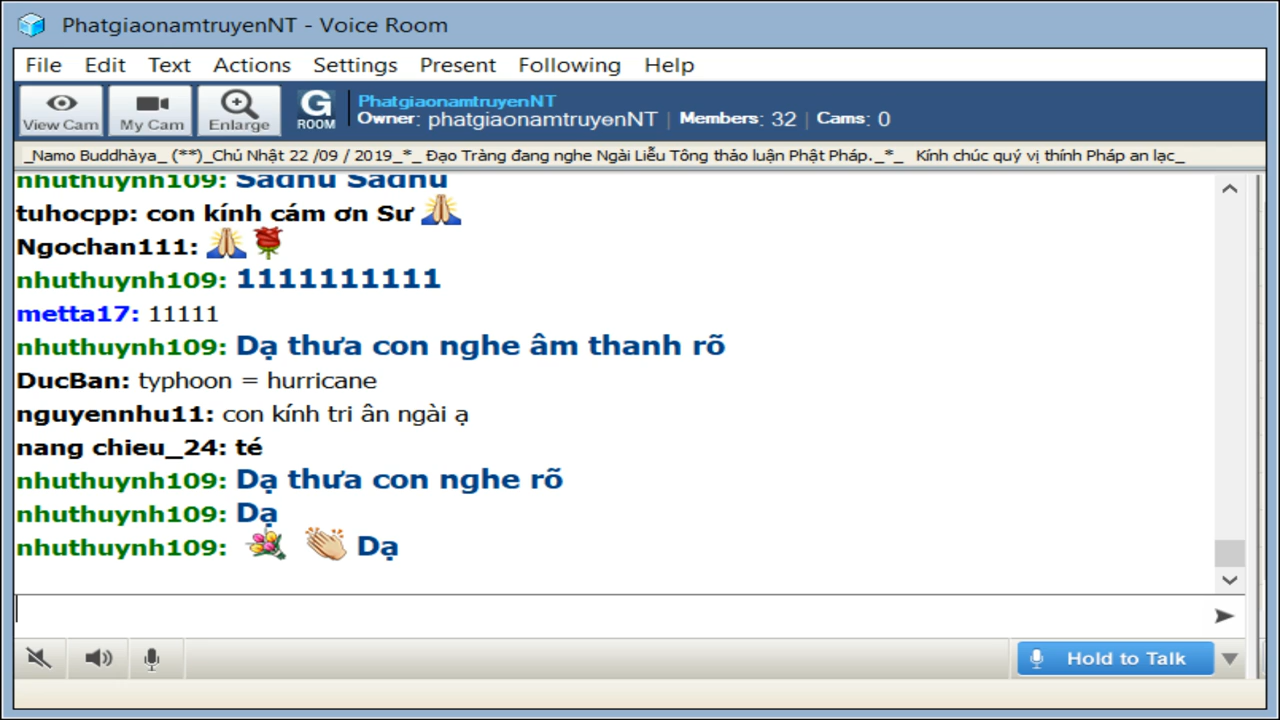 PhatgiaonamtruyenNT - Voice Room
File Edit Text Actions Settings Present Following Help
View Cam My Cam Enlarge G ROOM
PhatgiaonamtruyenNT
Owner: phatgiaonamtruyenNT | Members: 32 | Cams: 0
_Namo Buddhàya_ (**)_Chủ Nhật 22 /09 / 2019_*_ Đạo Tràng đang nghe Ngài Liễu Tông thảo luận Phật Pháp._*_ Kính chúc quý vị thính Pháp an lạc_
nhuthuynh109: Sadhu Sadhu
tuhocpp: con kính cám ơn Sư
Ngochan111:
nhuthuynh109: 1111111111
metta17: 11111
nhuthuynh109: Dạ thưa con nghe âm thanh rõ
DucBan: typhoon = hurricane
nguyennhu11: con kính tri ân ngài ạ
nang chieu_24: té
nhuthuynh109: Dạ thưa con nghe rõ
nhuthuynh109: Dạ
nhuthuynh109: Dạ
Hold to Talk